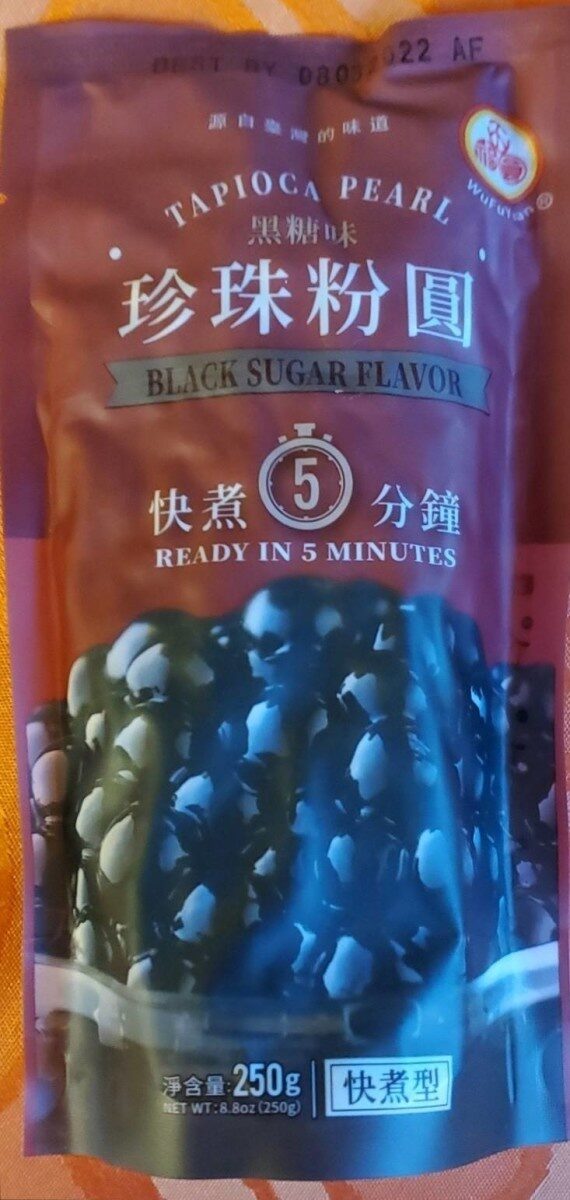 BEST BY
源自臺灣的味道
WuFuYuan®
TAPIOCA PEARL
黑糖味
珍珠粉圓
BLACK SUGAR FLAVOR
快煮 5 分鐘
READY IN 5 MINUTES
淨含量:250g
NET WT:8.8oz(250g)
快煮型